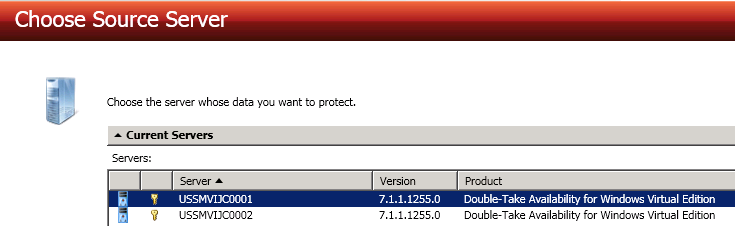 Choose Source Server
Choose the server whose data you want to protect.
Current Servers
Servers:
Server Version Product
USSMVIJC0001 7.1.1.1255.0 Double-Take Availability for Windows Virtual Edition
USSMVIJC0002 7.1.1.1255.0 Double-Take Availability for Windows Virtual Edition